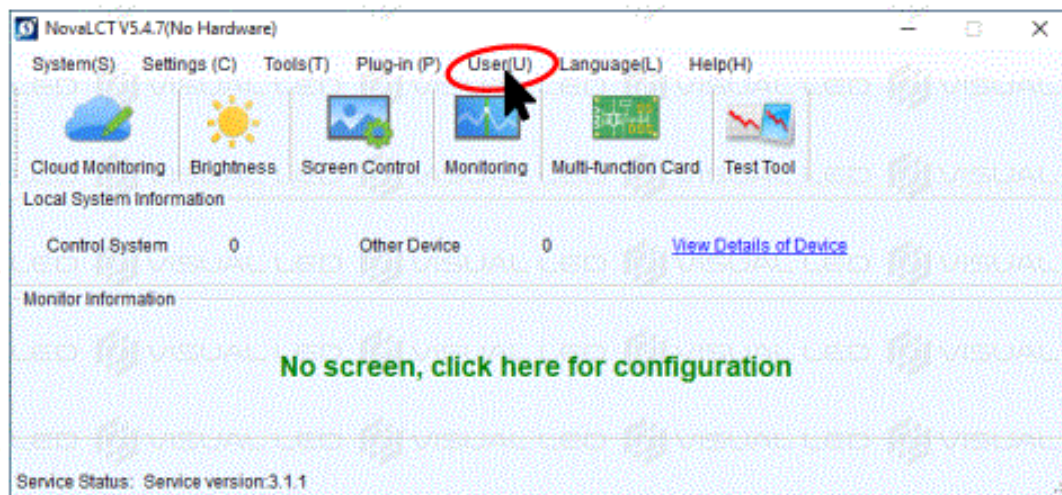 NovaLCT V5.4.7(No Hardware)
System(S) Settings (C) Tools(T) Plug-in (P) User(U) Language(L) Help(H)
Cloud Monitoring Brightness Screen Control Monitoring Multi-function Card Test Tool
Local System Information
Control System 0 Other Device 0 View Details of Device
Monitor Information
No screen, click here for configuration
Service Status: Service version:3.1.1